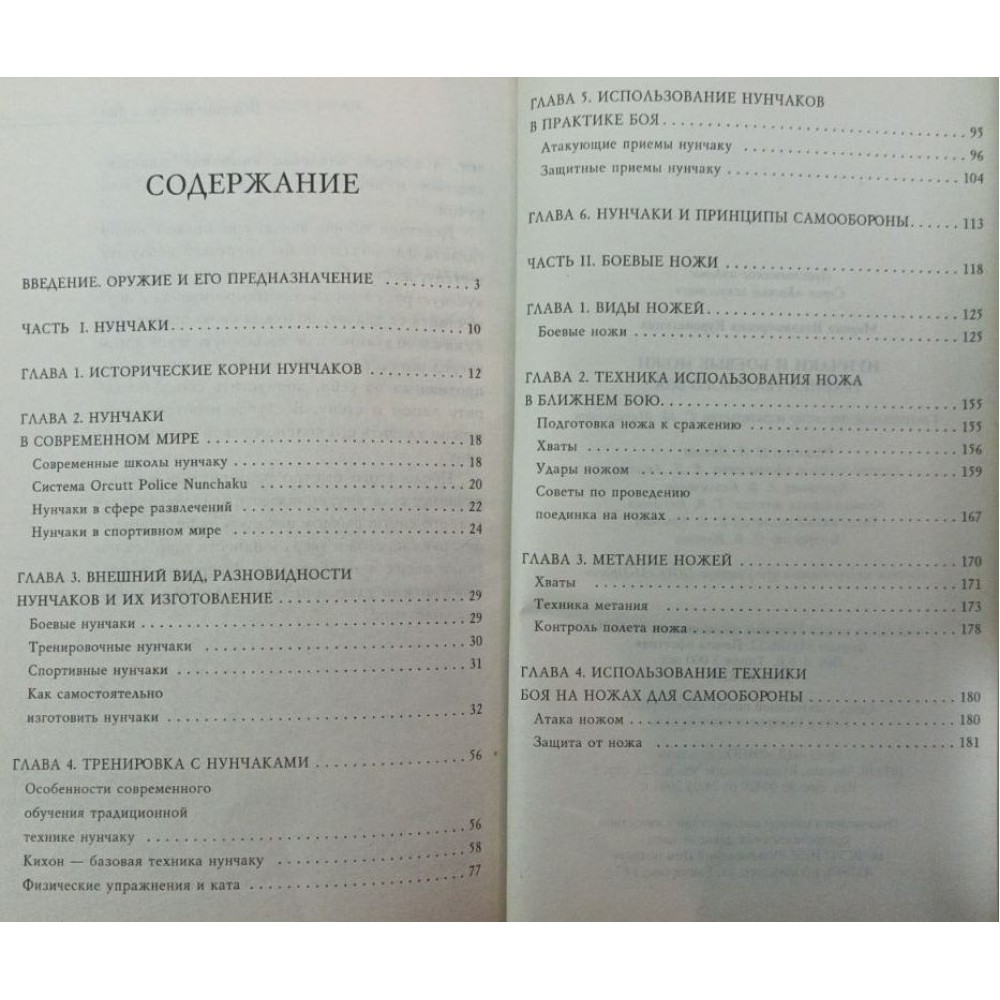 СОДЕРЖАНИЕ
ВВЕДЕНИЕ. ОРУЖИЕ И ЕГО ПРЕДНАЗНАЧЕНИЕ .......... 3
ЧАСТЬ I. НУНЧАКИ.......... 10
ГЛАВА 1. ИСТОРИЧЕСКИЕ КОРНИ НУНЧАКОВ .......... 12
ГЛАВА 2. НУНЧАКИ
В СОВРЕМЕННОМ МИРЕ .......... 18
Современные школы нунчаку .......... 18
Система Orcutt Police Nunchaku .......... 20
Нунчаки в сфере развлечений .......... 22
Нунчаки в спортивном мире .......... 24
ГЛАВА 3. ВНЕШНИЙ ВИД, РАЗНОВИДНОСТИ
НУНЧАКОВ И ИХ ИЗГОТОВЛЕНИЕ .......... 29
Боевые нунчаки .......... 29
Тренировочные нунчаки .......... 30
Спортивные нунчаки .......... 31
Как самостоятельно
изготовить нунчаки .......... 32
ГЛАВА 4. ТРЕНИРОВКА С НУНЧАКАМИ .......... 56
Особенности современного
обучения традиционной
технике нунчаку .......... 56
Кихон — базовая техника нунчаку .......... 58
Физические упражнения и ката .......... 77
ГЛАВА 5. ИСПОЛЬЗОВАНИЕ НУНЧАКОВ
В ПРАКТИКЕ БОЯ .......... 95
Атакующие приемы нунчаку .......... 96
Защитные приемы нунчаку .......... 104
ГЛАВА 6. НУНЧАКИ И ПРИНЦИПЫ САМООБОРОНЫ.......... 113
ЧАСТЬ II. БОЕВЫЕ НОЖИ .......... 118
ГЛАВА 1. ВИДЫ НОЖЕЙ .......... 125
Боевые ножи .......... 125
ГЛАВА 2. ТЕХНИКА ИСПОЛЬЗОВАНИЯ НОЖА
В БЛИЖНЕМ БОЮ.......... 155
Подготовка ножа к сражению .......... 155
Хваты .......... 156
Удары ножом .......... 159
Советы по проведению
поединка на ножах .......... 167
ГЛАВА 3. МЕТАНИЕ НОЖЕЙ .......... 170
Хваты .......... 171
Техника метания .......... 173
Контроль полета ножа .......... 178
ГЛАВА 4. ИСПОЛЬЗОВАНИЕ ТЕХНИКИ
БОЯ НА НОЖАХ ДЛЯ САМООБОРОНЫ .......... 180
Атака ножом .......... 180
Защита от ножа .......... 181